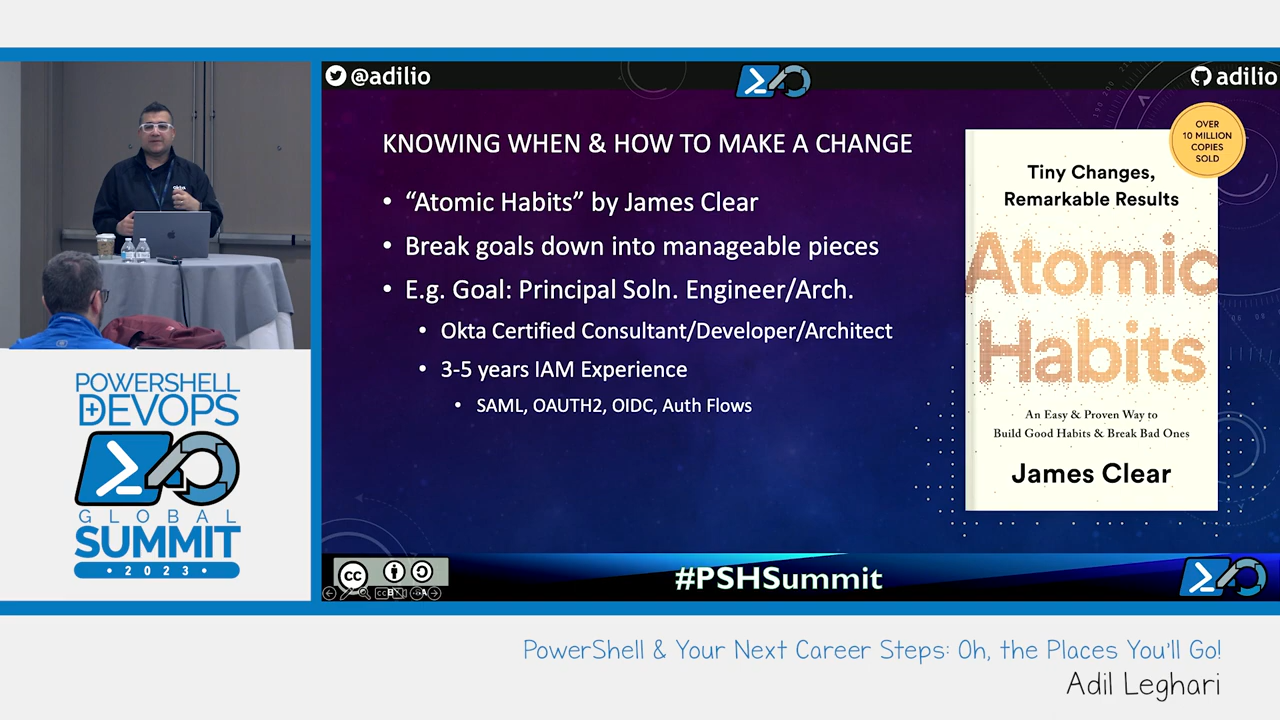 @adilio
adilio
KNOWING WHEN & HOW TO MAKE A CHANGE
• “Atomic Habits” by James Clear
• Break goals down into manageable pieces
• E.g. Goal: Principal Soln. Engineer/Arch.
• Okta Certified Consultant/Developer/Architect
• 3-5 years IAM Experience
• SAML, OAUTH2, OIDC, Auth Flows
OVER
10 MILLION
COPIES
SOLD
Tiny Changes,
Remarkable Results
Atomic
Habits
An Easy & Proven Way to
Build Good Habits & Break Bad Ones
James Clear
okta
POWERSHELL
DEVOPS
GLOBAL
SUMMIT
• 2023 •
cc
#PSHSummit
PowerShell & Your Next Career Steps: Oh, the Places You'll Go!
Adil Leghari